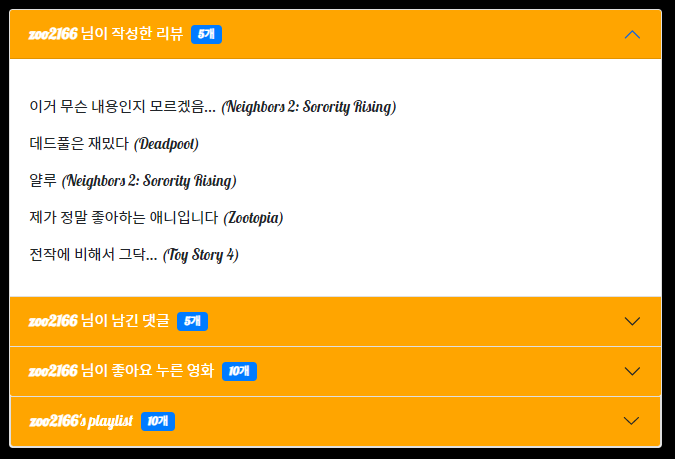 zoo2166 님이 작성한 리뷰 5개
이거 무슨 내용인지 모르겠음... (Neighbors 2: Sorority Rising)
데드풀은 재밌다 (Deadpool)
얄루 (Neighbors 2: Sorority Rising)
제가 정말 좋아하는 애니입니다 (Zootopia)
전작에 비해서 그닥... (Toy Story 4)
zoo2166 님이 남긴 댓글 5개
zoo2166 님이 좋아요 누른 영화 10개
zoo2166's playlist 10개